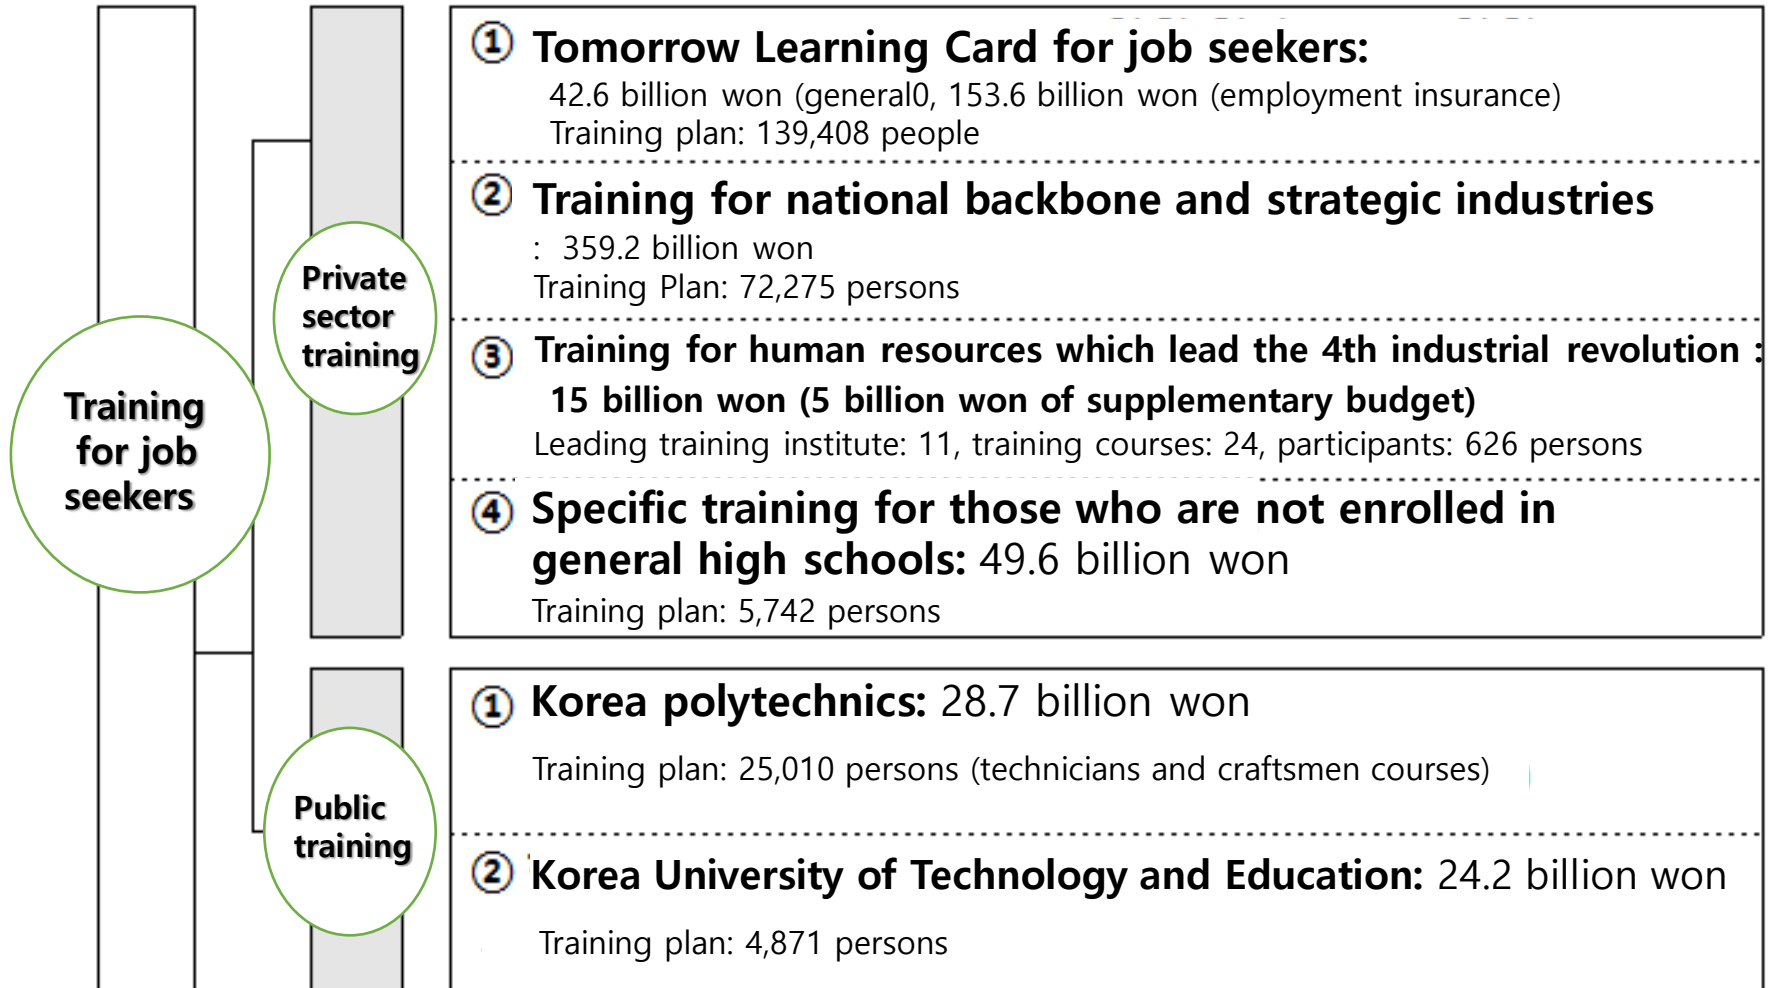 Training
for job
seekers
Private
sector
training
① Tomorrow Learning Card for job seekers:
42.6 billion won (general0, 153.6 billion won (employment insurance)
Training plan: 139,408 people
② Training for national backbone and strategic industries
: 359.2 billion won
Training Plan: 72,275 persons
③ Training for human resources which lead the 4th industrial revolution :
15 billion won (5 billion won of supplementary budget)
Leading training institute: 11, training courses: 24, participants: 626 persons
④ Specific training for those who are not enrolled in
general high schools: 49.6 billion won
Training plan: 5,742 persons
Public
training
① Korea polytechnics: 28.7 billion won
Training plan: 25,010 persons (technicians and craftsmen courses)
② Korea University of Technology and Education: 24.2 billion won
Training plan: 4,871 persons